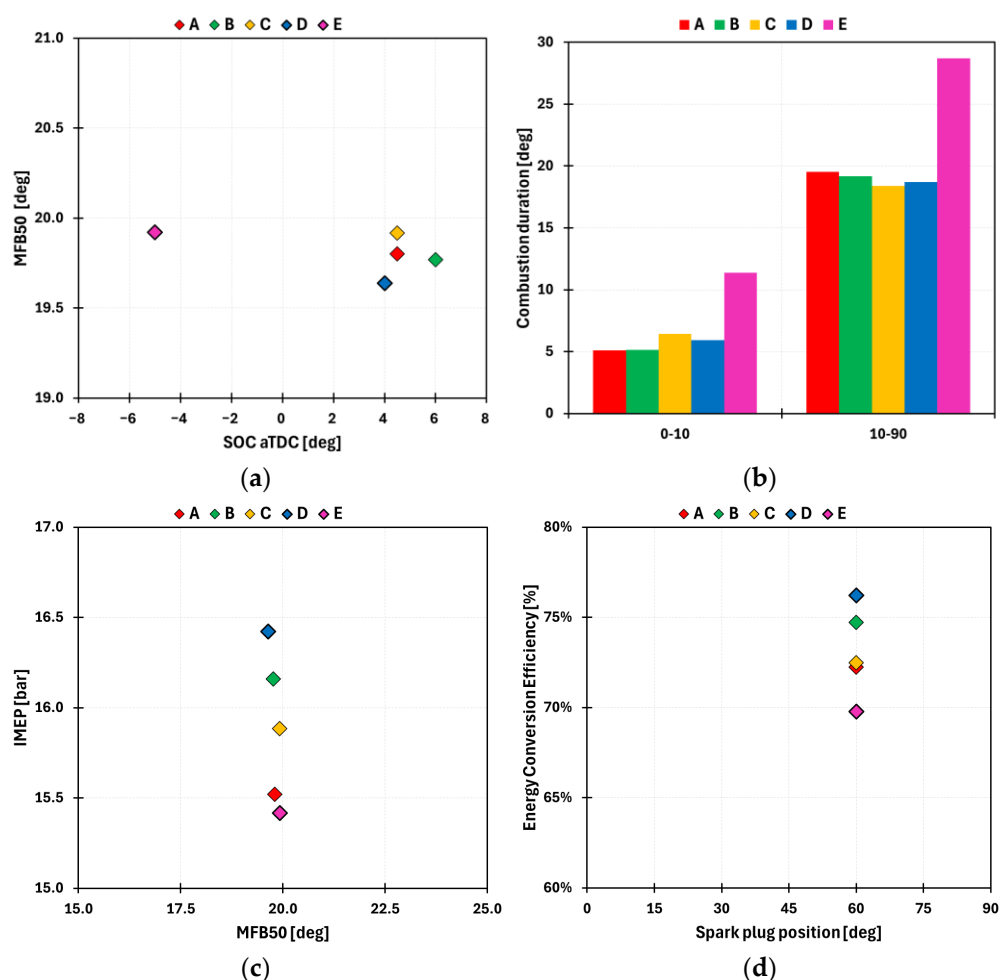 A B C D E
21.0
20.5
20.0
19.5
19.0
MFB50 [deg]
−8 −6 −4 −2 0 2 4 6 8
SOC aTDC [deg]
(a)
A B C D E
30
25
20
15
10
5
0
Combustion duration [deg]
0-10 10-90
(b)
A B C D E
17.0
16.5
16.0
15.5
15.0
IMEP [bar]
15.0 17.5 20.0 22.5 25.0
MFB50 [deg]
(c)
A B C D E
80%
75%
70%
65%
60%
Energy Conversion Efficiency [%]
0 15 30 45 60 75 90
Spark plug position [deg]
(d)